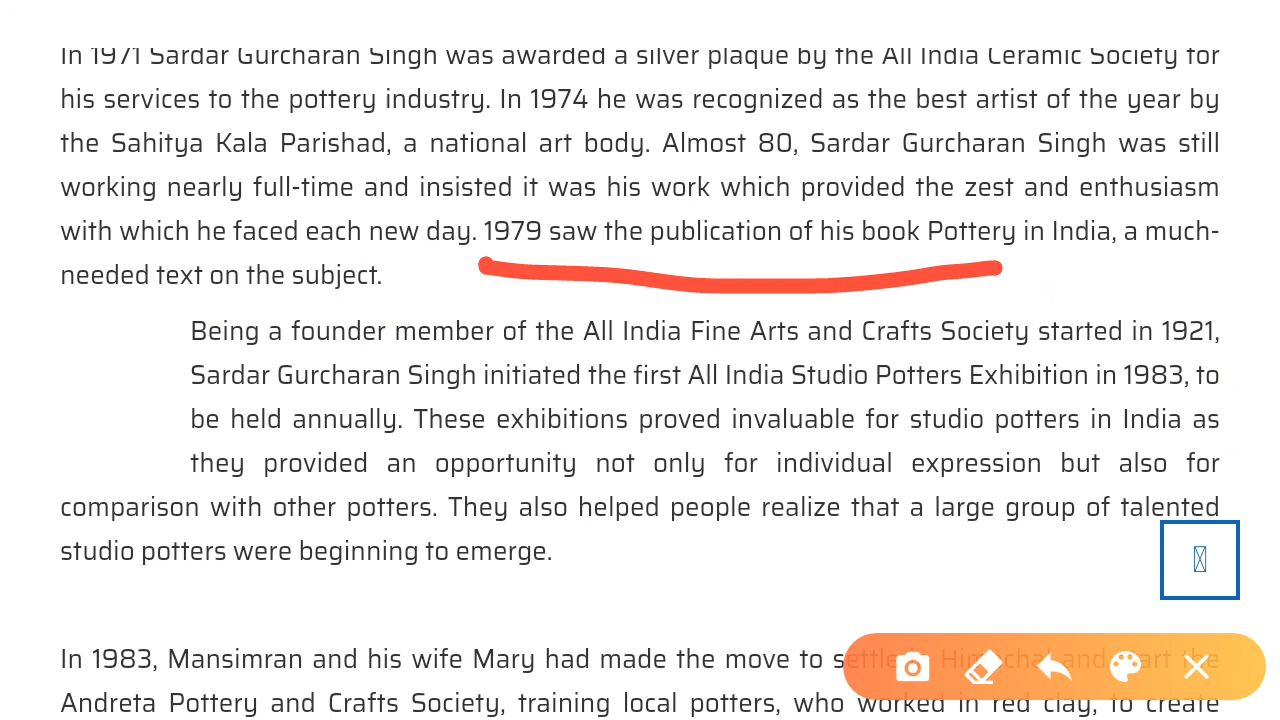 In 1971 Sardar Gurcharan Singh was awarded a silver plaque by the All India Ceramic Society for
his services to the pottery industry. In 1974 he was recognized as the best artist of the year by
the Sahitya Kala Parishad, a national art body. Almost 80, Sardar Gurcharan Singh was still
working nearly full-time and insisted it was his work which provided the zest and enthusiasm
with which he faced each new day. 1979 saw the publication of his book Pottery in India, a much-
needed text on the subject.
Being a founder member of the All India Fine Arts and Crafts Society started in 1921,
Sardar Gurcharan Singh initiated the first All India Studio Potters Exhibition in 1983, to
be held annually. These exhibitions proved invaluable for studio potters in India as
they provided an opportunity not only for individual expression but also for
comparison with other potters. They also helped people realize that a large group of talented
studio potters were beginning to emerge.
In 1983, Mansimran and his wife Mary had made the move to settle in Himachal and start the
Andreta Pottery and Crafts Society, training local potters, who worked in red clay, to create